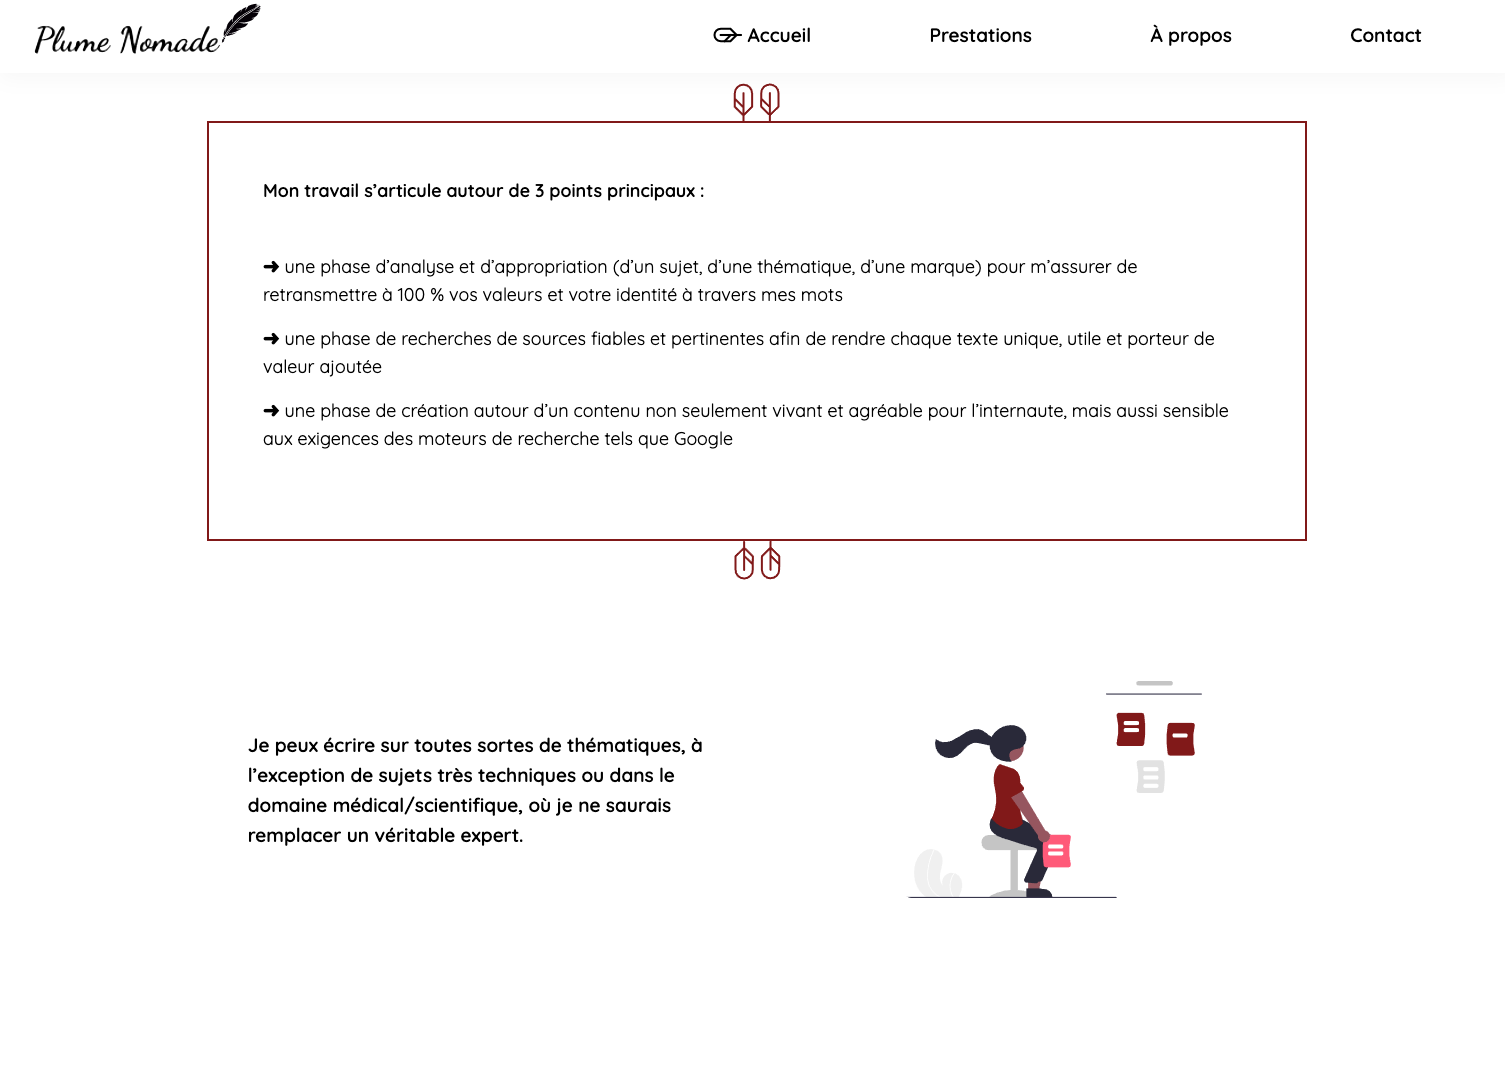 Plume Nomade
Accueil
Prestations
À propos
Contact
Mon travail s’articule autour de 3 points principaux :
➜ une phase d’analyse et d’appropriation (d’un sujet, d’une thématique, d’une marque) pour m’assurer de
retransmettre à 100 % vos valeurs et votre identité à travers mes mots
➜ une phase de recherches de sources fiables et pertinentes afin de rendre chaque texte unique, utile et porteur de
valeur ajoutée
➜ une phase de création autour d’un contenu non seulement vivant et agréable pour l’internaute, mais aussi sensible
aux exigences des moteurs de recherche tels que Google
Je peux écrire sur toutes sortes de thématiques, à
l’exception de sujets très techniques ou dans le
domaine médical/scientifique, où je ne saurais
remplacer un véritable expert.